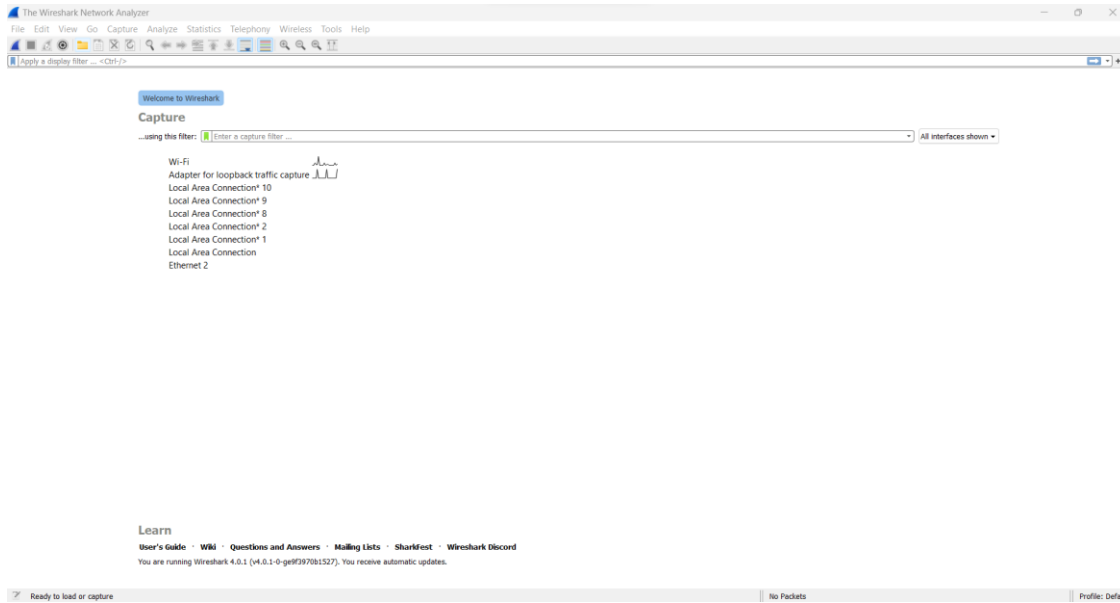 The Wireshark Network Analyzer
File Edit View Go Capture Analyze Statistics Telephony Wireless Tools Help
Apply a display filter ... <Ctrl-/>
Welcome to Wireshark
Capture
...using this filter: Enter a capture filter ... All interfaces shown
Wi-Fi
Adapter for loopback traffic capture
Local Area Connection* 10
Local Area Connection* 9
Local Area Connection* 8
Local Area Connection* 2
Local Area Connection* 1
Local Area Connection
Ethernet 2
Learn
User's Guide · Wiki · Questions and Answers · Mailing Lists · SharkFest · Wireshark Discord
You are running Wireshark 4.0.1 (v4.0.1-0-ge9f3970b1527). You receive automatic updates.
Ready to load or capture No Packets Profile: Defa